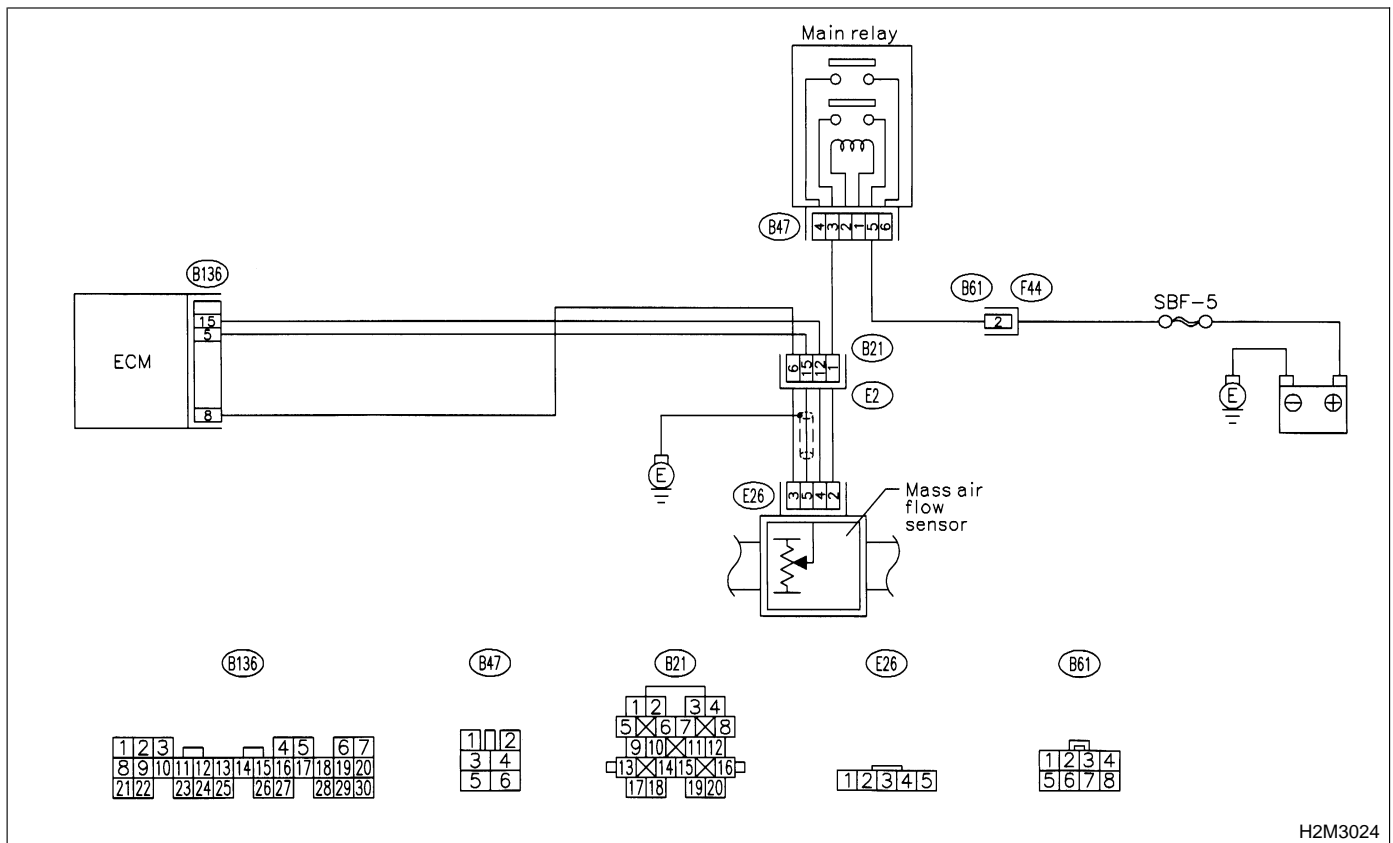 Main relay
B47
4 3 2 1 5 6
B136
B61 F44
SBF-5
15
5
2
ECM
B21
6 15 12 1
E2
E
⊖ ⊕
8
E
E26
3 5 4 2
Mass air
flow
sensor
B136
B47
B21
E26
B61
1 2 3 4 5 6 7
8 9 10 11 12 13 14 15 16 17 18 19 20
21 22 23 24 25 26 27 28 29 30
1 2
3 4
5 6
1 2 3 4
5 6 7 8
9 10 11 12
13 14 15 16
17 18 19 20
1 2 3 4 5
1 2 3 4
5 6 7 8
H2M3024